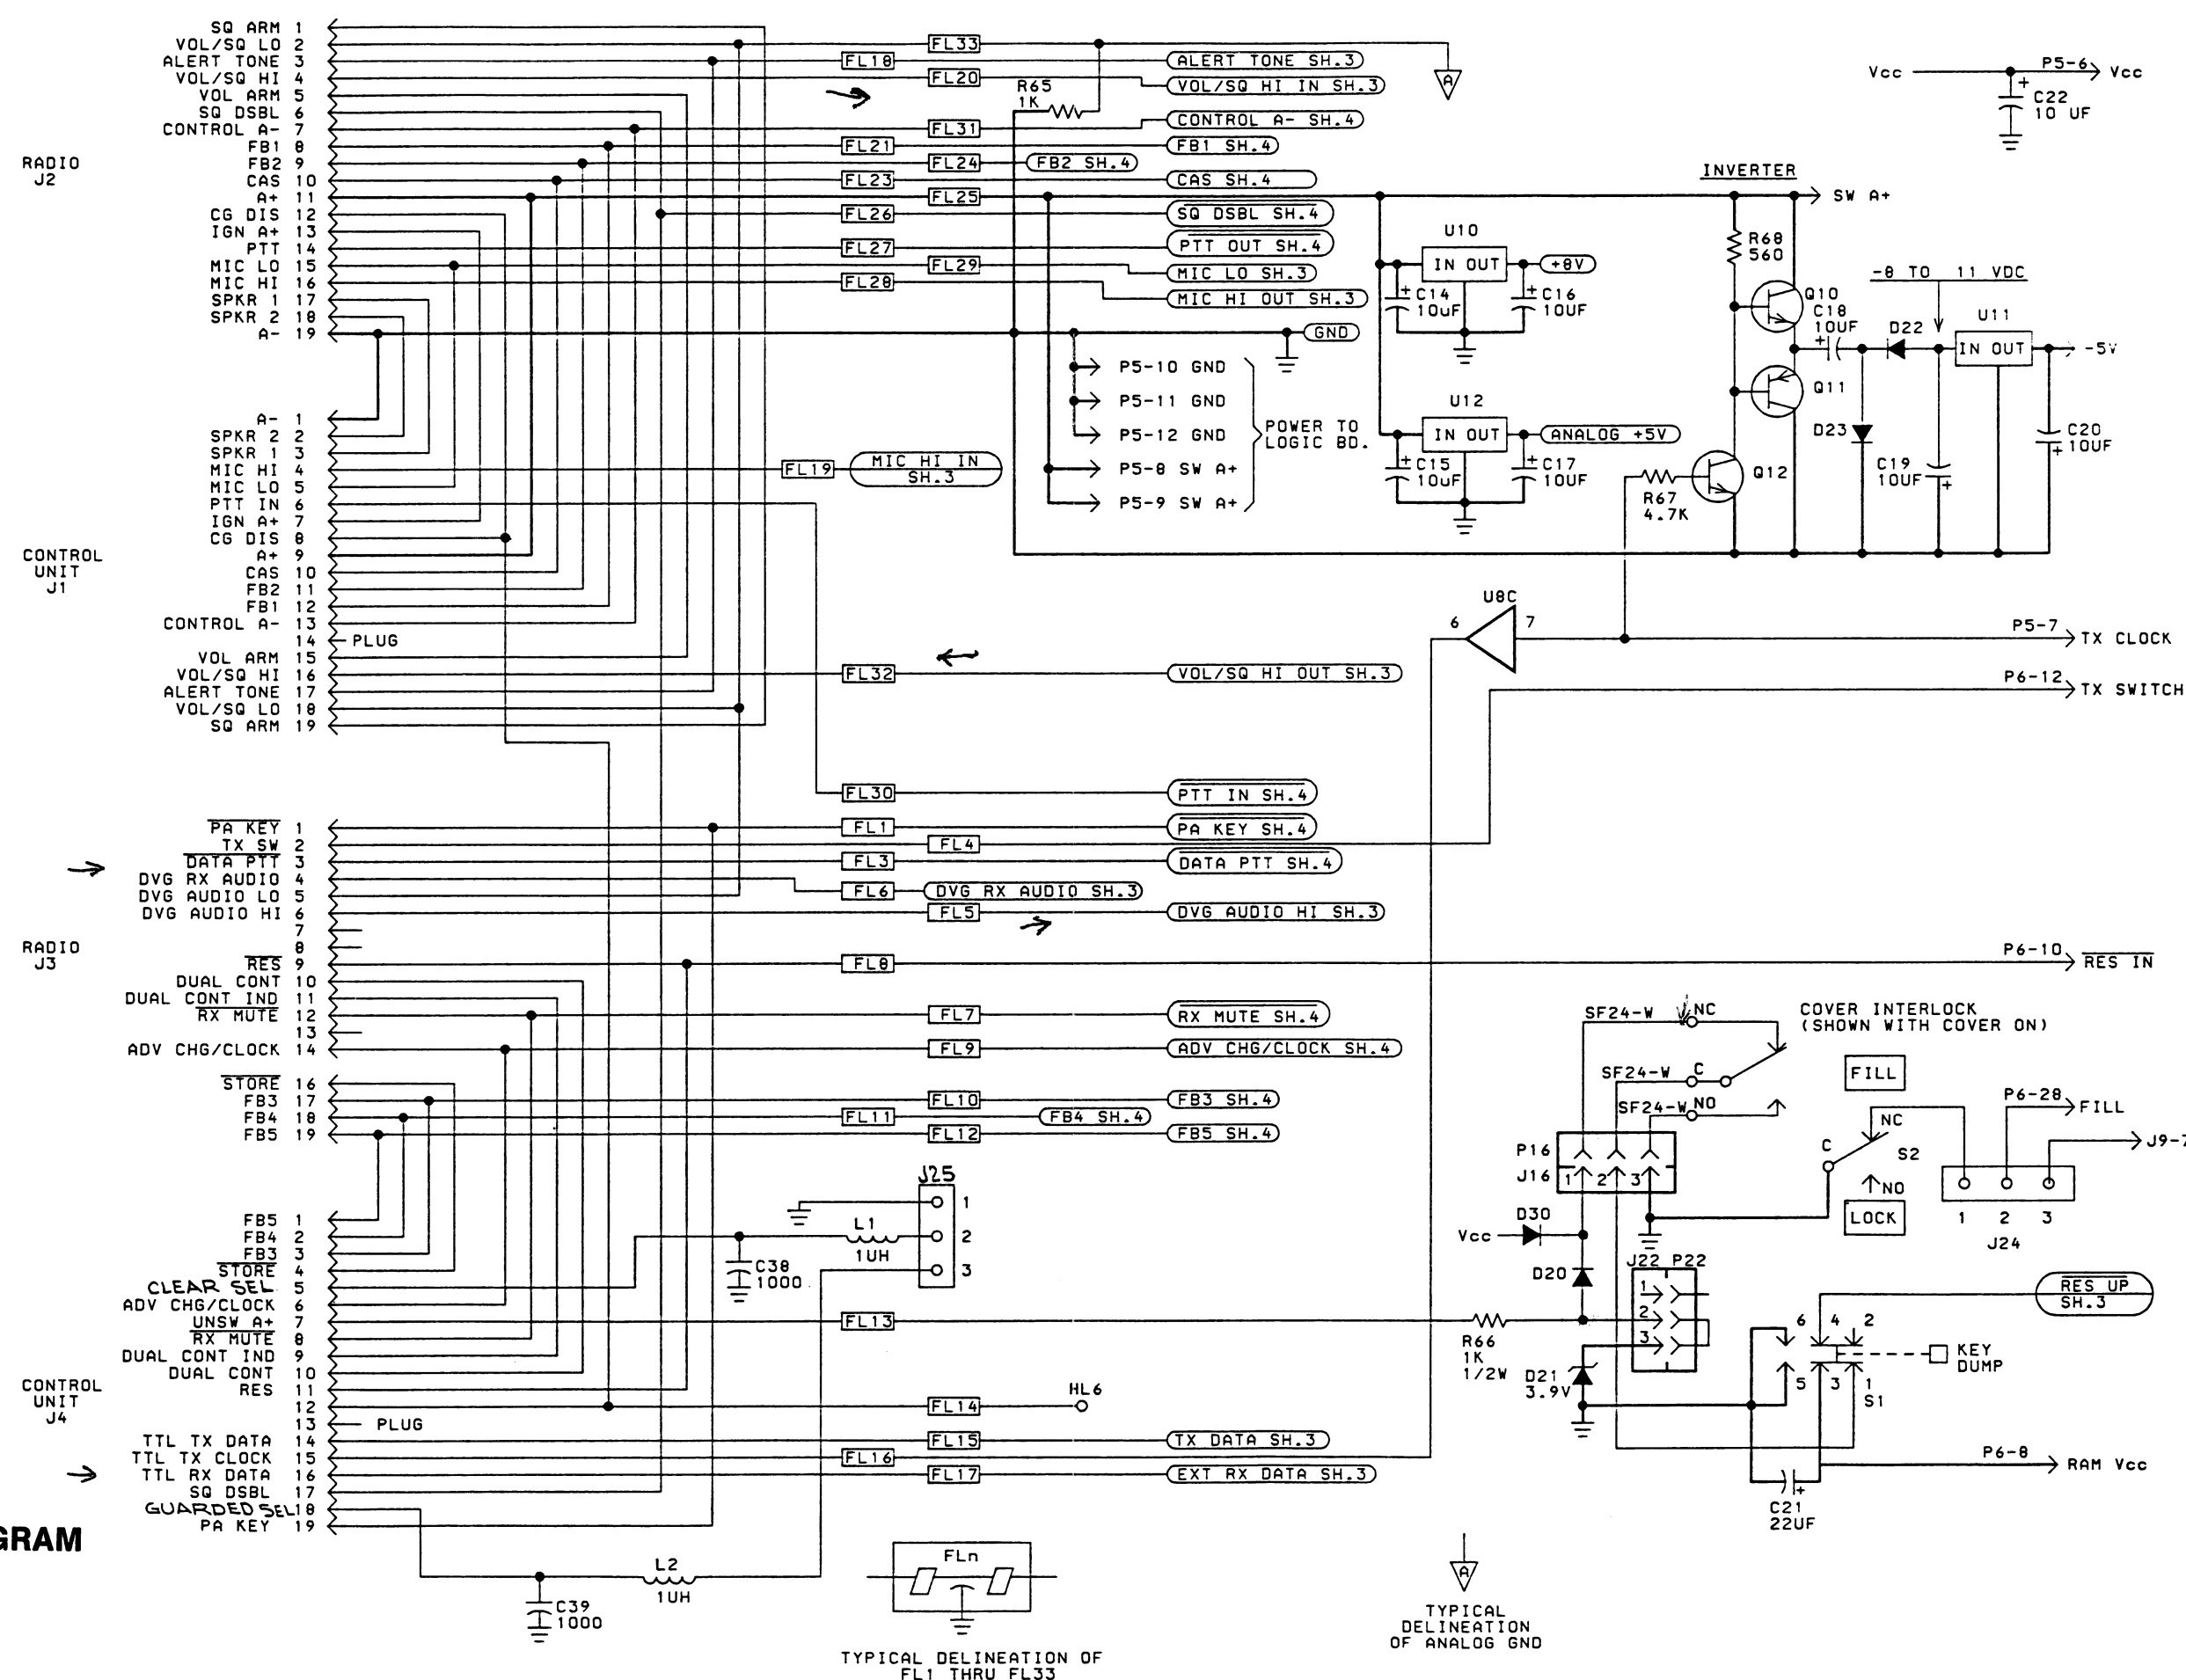 RADIO
J2
SQ ARM 1
VOL/SQ LO 2
ALERT TONE 3
VOL/SQ HI 4
VOL ARM 5
SQ DSBL 6
CONTROL A- 7
FB1 8
FB2 9
CAS 10
A+ 11
CG DIS 12
IGN A+ 13
PTT 14
MIC LO 15
MIC HI 16
SPKR 1 17
SPKR 2 18
A- 19
FL33
FL18 ALERT TONE SH.3
FL20 VOL/SQ HI IN SH.3
R65
1K
A
FL31 CONTROL A- SH.4
FL21 FB1 SH.4
FL24 FB2 SH.4
FL23 CAS SH.4
FL25
FL26 SQ DSBL SH.4
FL27 PTT OUT SH.4
FL29 MIC LO SH.3
FL28 MIC HI OUT SH.3
GND
Vcc P5-6 Vcc
+
C22
10 UF
INVERTER
SW A+
U10
IN OUT
+8V
+ C14
10UF
+ C16
10UF
R68
560
-8 TO 11 VDC
Q10
C18
10UF
+
D22
U11
IN OUT
-5V
Q11
P5-10 GND
P5-11 GND
P5-12 GND
P5-8 SW A+
P5-9 SW A+
POWER TO
LOGIC BD.
U12
IN OUT
ANALOG +5V
+ C15
10UF
+ C17
10UF
D23
Q12
R67
4.7K
C19
10UF
+
C20
10UF
+
CONTROL
UNIT
J1
A- 1
SPKR 2 2
SPKR 1 3
MIC HI 4
MIC LO 5
PTT IN 6
IGN A+ 7
CG DIS 8
A+ 9
CAS 10
FB2 11
FB1 12
CONTROL A- 13
14 PLUG
VOL ARM 15
VOL/SQ HI 16
ALERT TONE 17
VOL/SQ LO 18
SQ ARM 19
FL19 MIC HI IN
SH.3
U8C
6 7
P5-7 TX CLOCK
FL32 VOL/SQ HI OUT SH.3
P6-12 TX SWITCH
FL30 PTT IN SH.4
RADIO
J3
PA KEY 1
TX SW 2
DATA PTT 3
DVG RX AUDIO 4
DVG AUDIO LO 5
DVG AUDIO HI 6
7
8
RES 9
DUAL CONT 10
DUAL CONT IND 11
RX MUTE 12
13
ADV CHG/CLOCK 14
STORE 16
FB3 17
FB4 18
FB5 19
FL1 PA KEY SH.4
FL4
FL3 DATA PTT SH.4
FL6 DVG RX AUDIO SH.3
FL5 DVG AUDIO HI SH.3
FL8 P6-10 RES IN
FL7 RX MUTE SH.4
FL9 ADV CHG/CLOCK SH.4
FL10 FB3 SH.4
FL11 FB4 SH.4
FL12 FB5 SH.4
SF24-W NC
SF24-W C
SF24-W NO
COVER INTERLOCK
(SHOWN WITH COVER ON)
P16
J16
1 2 3
FILL
NC
C
S2
NO
LOCK
P6-28 FILL
J9-7
1 2 3
J24
CONTROL
UNIT
J4
FB5 1
FB4 2
FB3 3
STORE 4
CLEAR SEL 5
ADV CHG/CLOCK 6
UNSW A+ 7
RX MUTE 8
DUAL CONT IND 9
DUAL CONT 10
RES 11
12
13 PLUG
TTL TX DATA 14
TTL TX CLOCK 15
TTL RX DATA 16
SQ DSBL 17
GUARDED SEL 18
PA KEY 19
J25
1
2
3
L1
1UH
C38
1000
FL13
FL14 HL6
FL15 TX DATA SH.3
FL16
FL17 EXT RX DATA SH.3
Vcc D30
D20
J22 P22
1
2
3
R66
1K
1/2W
D21
3.9V
RES UP
SH.3
6 4 2
5 3 1
S1
KEY
DUMP
P6-8 RAM Vcc
C21
22UF
+
GRAM
C39
1000
L2
1UH
FLn
TYPICAL DELINEATION OF
FL1 THRU FL33
A
TYPICAL
DELINEATION
OF ANALOG GND